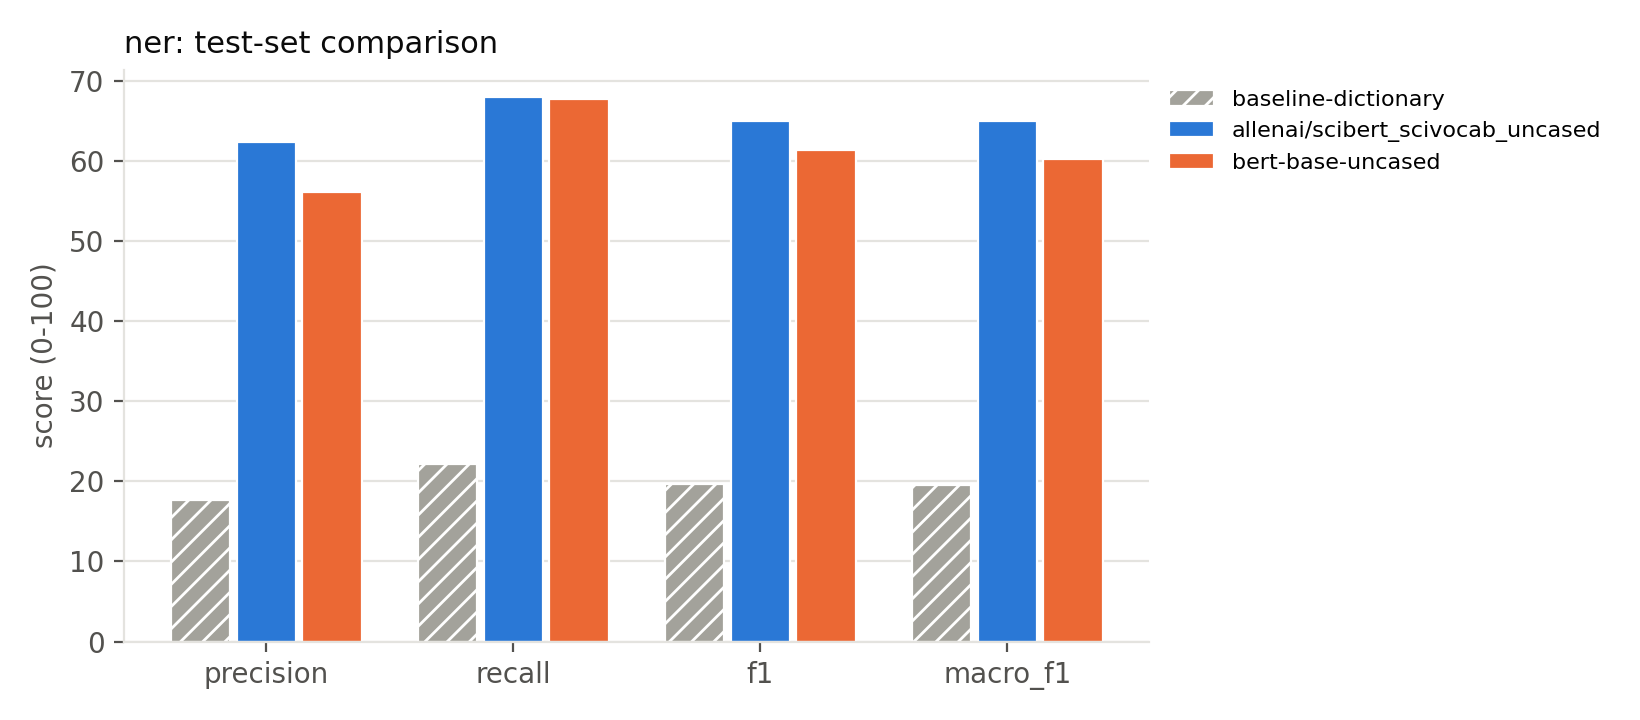 ner: test-set comparison
70
60
50
40
30
20
10
0
score (0-100)
precision
recall
f1
macro_f1
baseline-dictionary
allenai/scibert_scivocab_uncased
bert-base-uncased